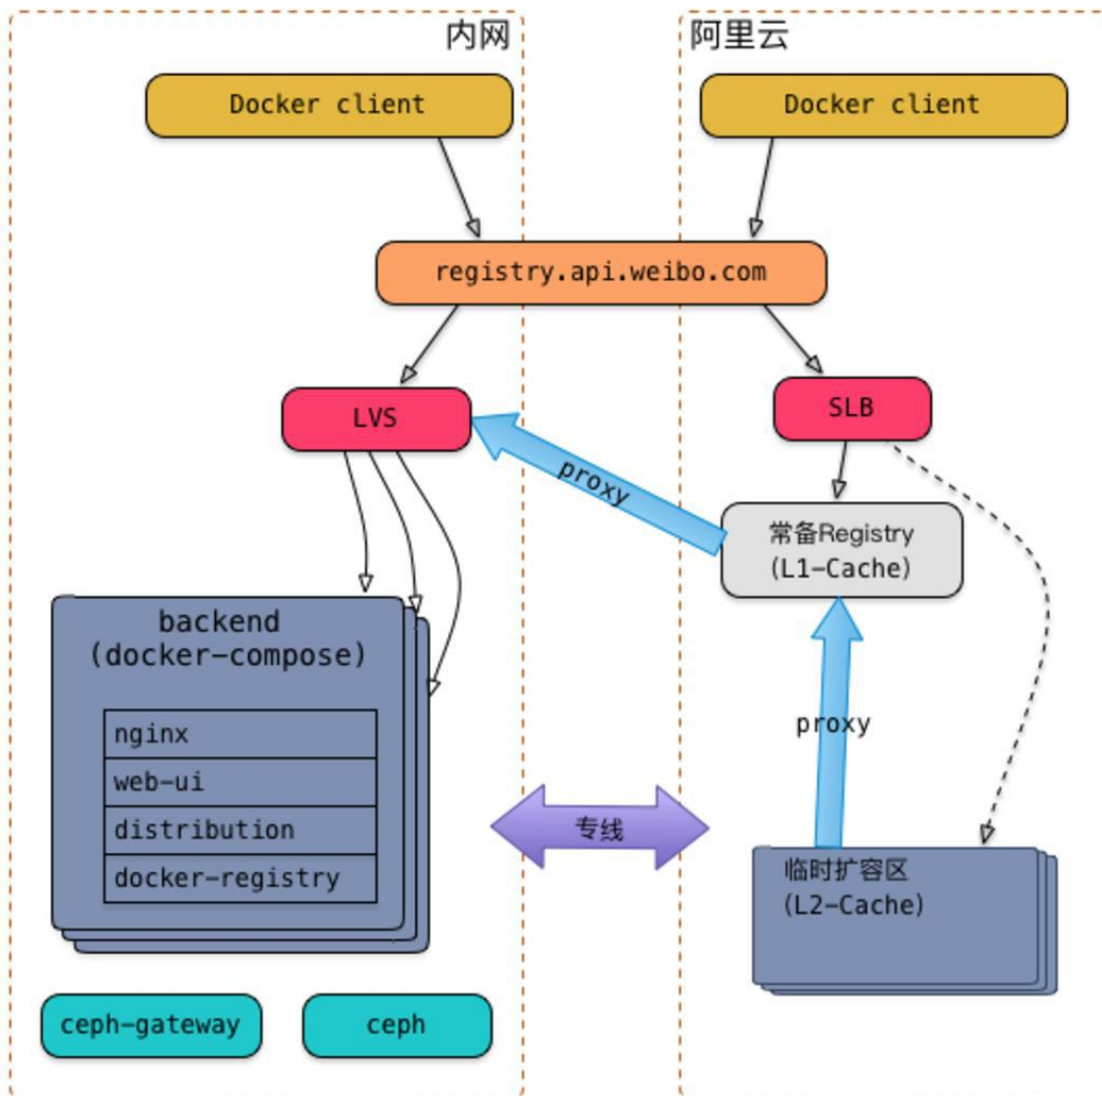 内网
阿里云
Docker client
Docker client
registry.api.weibo.com
LVS
SLB
proxy
常备Registry
(L1-Cache)
backend
(docker-compose)
nginx
web-ui
distribution
docker-registry
proxy
专线
临时扩容区
(L2-Cache)
ceph-gateway
ceph